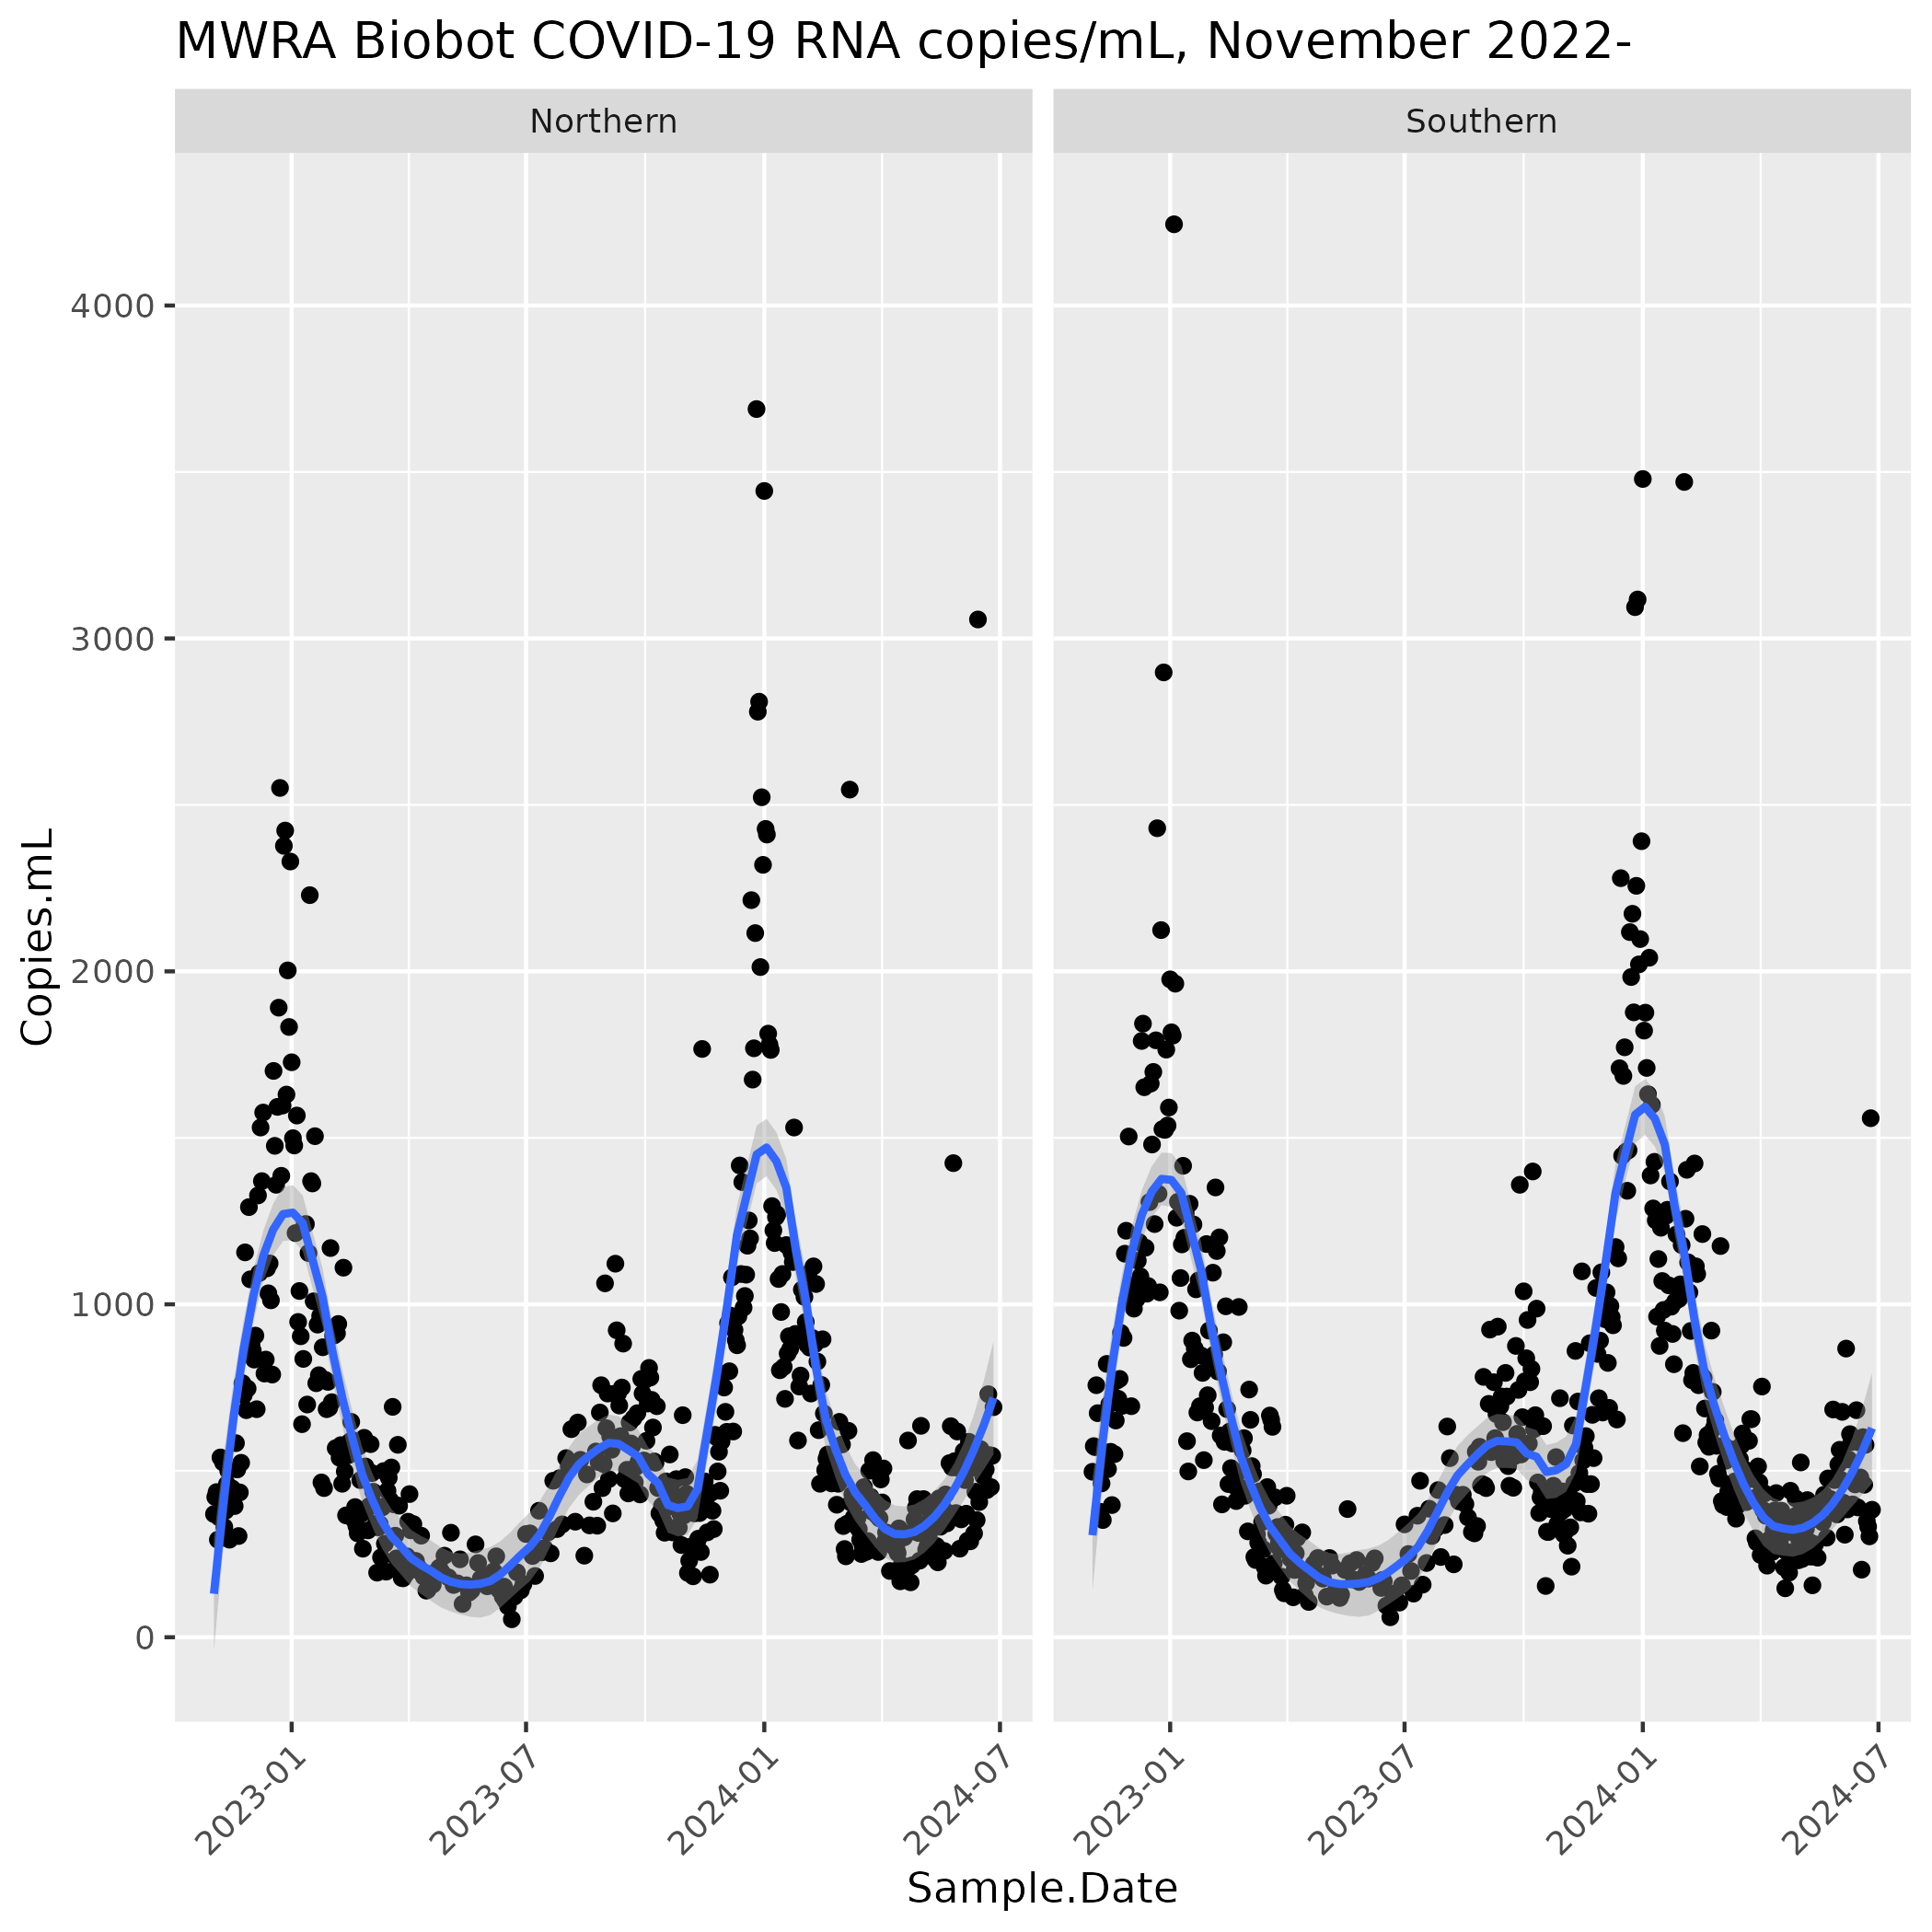 MWRA Biobot COVID-19 RNA copies/mL, November 2022-
Northern
Southern
Copies.mL
4000
3000
2000
1000
0
2023-01
2023-07
2024-01
2024-07
2023-01
2023-07
2024-01
2024-07
Sample.Date